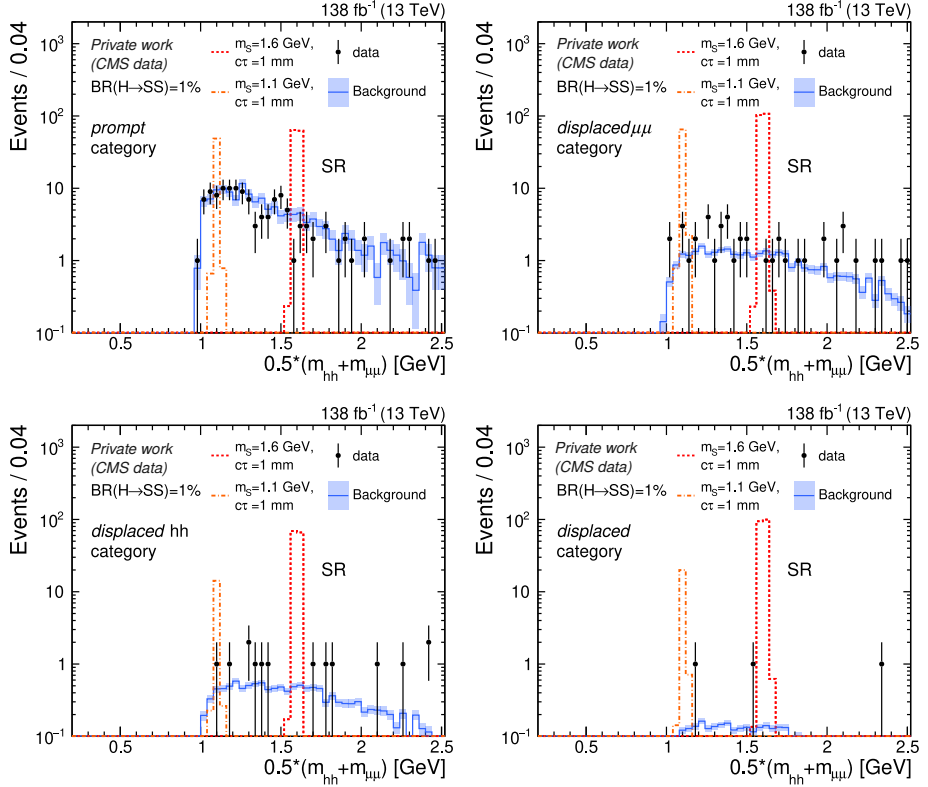 138 fb⁻¹ (13 TeV)
Events / 0.04
Private work
(CMS data)
BR(H→SS)=1%
m_S=1.6 GeV,
cτ=1 mm
data
m_S=1.1 GeV,
cτ=1 mm
Background
prompt
category
SR
10³
10²
10
1
10⁻¹
0.5 1 1.5 2 2.5
0.5*(m_hh+m_μμ) [GeV]
138 fb⁻¹ (13 TeV)
Events / 0.04
Private work
(CMS data)
BR(H→SS)=1%
m_S=1.6 GeV,
cτ=1 mm
data
m_S=1.1 GeV,
cτ=1 mm
Background
displaced μμ
category
SR
10³
10²
10
1
10⁻¹
0.5 1 1.5 2 2.5
0.5*(m_hh+m_μμ) [GeV]
138 fb⁻¹ (13 TeV)
Events / 0.04
Private work
(CMS data)
BR(H→SS)=1%
m_S=1.6 GeV,
cτ=1 mm
data
m_S=1.1 GeV,
cτ=1 mm
Background
displaced hh
category
SR
10³
10²
10
1
10⁻¹
0.5 1 1.5 2 2.5
0.5*(m_hh+m_μμ) [GeV]
138 fb⁻¹ (13 TeV)
Events / 0.04
Private work
(CMS data)
BR(H→SS)=1%
m_S=1.6 GeV,
cτ=1 mm
data
m_S=1.1 GeV,
cτ=1 mm
Background
displaced
category
SR
10³
10²
10
1
10⁻¹
0.5 1 1.5 2 2.5
0.5*(m_hh+m_μμ) [GeV]